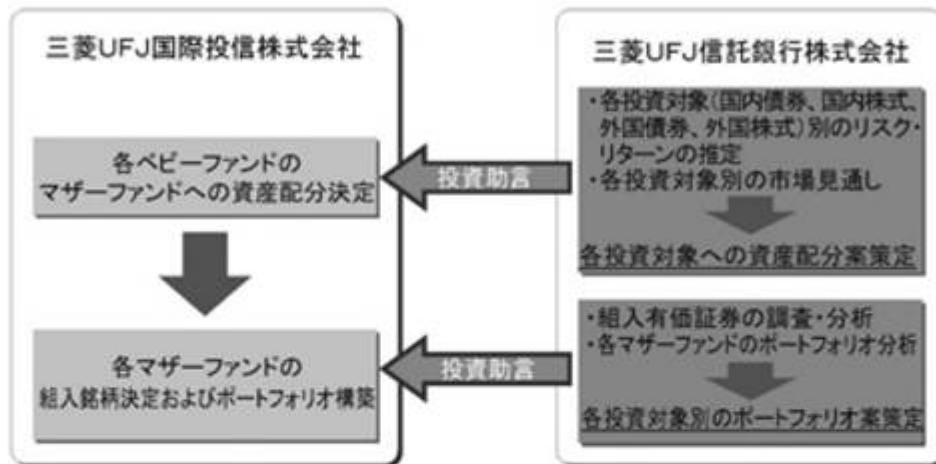 三菱UFJ国際投信株式会社
各ベビーファンドの
マザーファンドへの資産配分決定
各マザーファンドの
組入銘柄決定およびポートフォリオ構築
投資助言
投資助言
三菱UFJ信託銀行株式会社
・各投資対象(国内債券、国内株式、
外国債券、外国株式)別のリスク・
リターンの推定
・各投資対象別の市場見通し
各投資対象への資産配分案策定
・組入有価証券の調査・分析
・各マザーファンドのポートフォリオ分析
各投資対象別のポートフォリオ案策定